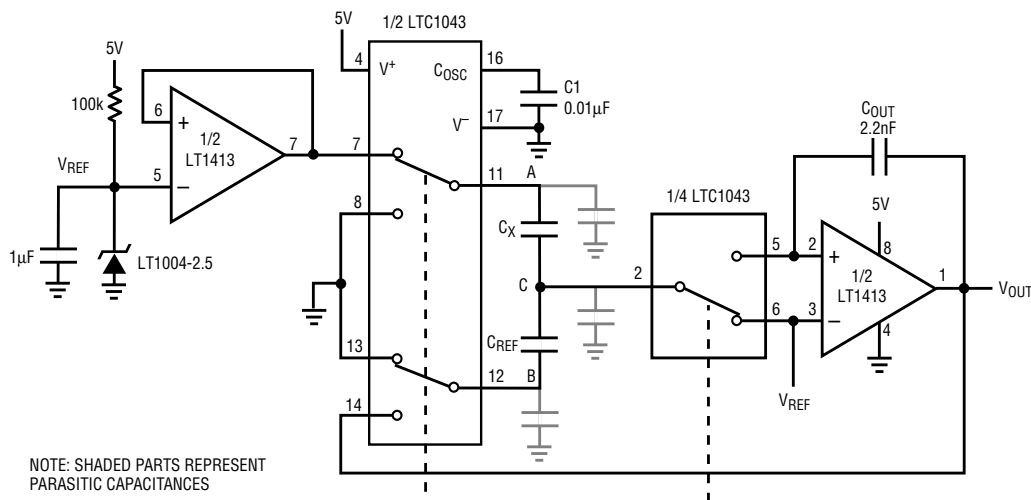 5V
1/2 LTC1043
5V
100k
4
V+
COSC
16
C1
0.01µF
V–
17
6
+
1/2
LT1413
7
7
VREF
5
–
1µF
LT1004-2.5
8
11
A
CX
C
2
1/4 LTC1043
COUT
2.2nF
5V
5
2
+
8
1/2
LT1413
1
VOUT
6
3
–
4
VREF
13
CREF
12
B
14
NOTE: SHADED PARTS REPRESENT
PARASITIC CAPACITANCES